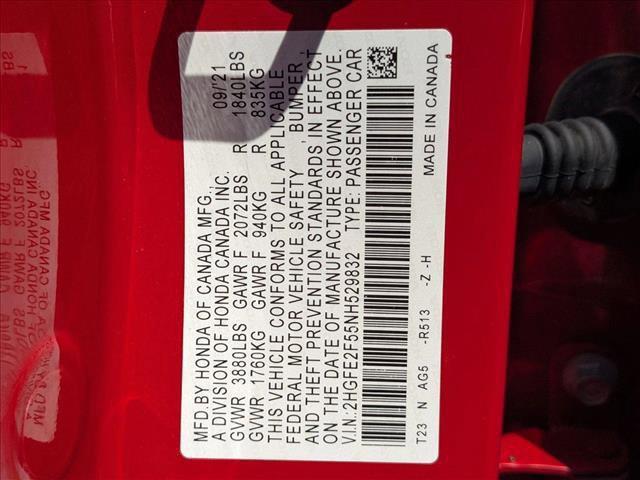 MFD.BY HONDA OF CANADA MFG.,
A DIVISION OF HONDA CANADA INC. 09/'21
GVWR 3880LBS GAWR F 2072LBS R 1840LBS
GVWR 1760KG GAWR F 940KG R 835KG
THIS VEHICLE CONFORMS TO ALL APPLICABLE
FEDERAL MOTOR VEHICLE SAFETY , BUMPER ,
AND THEFT PREVENTION STANDARDS IN EFFECT
ON THE DATE OF MANUFACTURE SHOWN ABOVE.
V.I.N.:2HGFE2F55NH529832 TYPE: PASSENGER CAR
T23 N AG5 -R513 -Z -H MADE IN CANADA